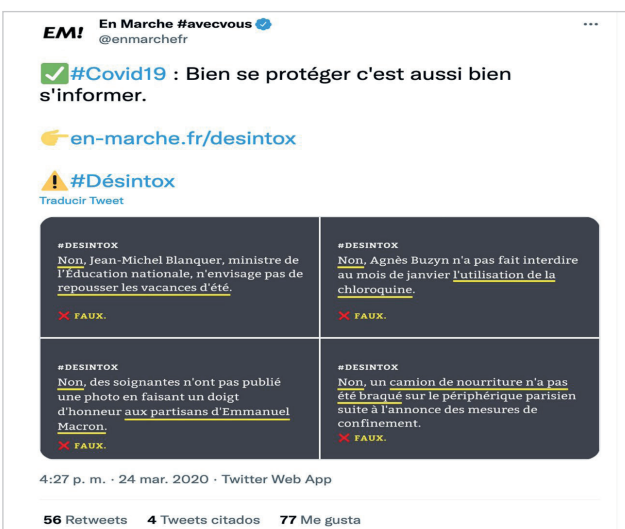 EM!
En Marche #avecvous
@enmarchefr
#Covid19 : Bien se protéger c'est aussi bien
s'informer.
en-marche.fr/desintox
#Désintox
Traducir Tweet
#DESINTOX
Non, Jean-Michel Blanquer, ministre de
l'Éducation nationale, n'envisage pas de
repousser les vacances d'été.
FAUX.
#DESINTOX
Non, Agnès Buzyn n'a pas fait interdire
au mois de janvier l'utilisation de la
chloroquine.
FAUX.
#DESINTOX
Non, des soignantes n'ont pas publié
une photo en faisant un doigt
d'honneur aux partisans d'Emmanuel
Macron.
FAUX.
#DESINTOX
Non, un camion de nourriture n'a pas
été braqué sur le périphérique parisien
suite à l'annonce des mesures de
confinement.
FAUX.
4:27 p. m. · 24 mar. 2020 · Twitter Web App
56 Retweets 4 Tweets citados 77 Me gusta